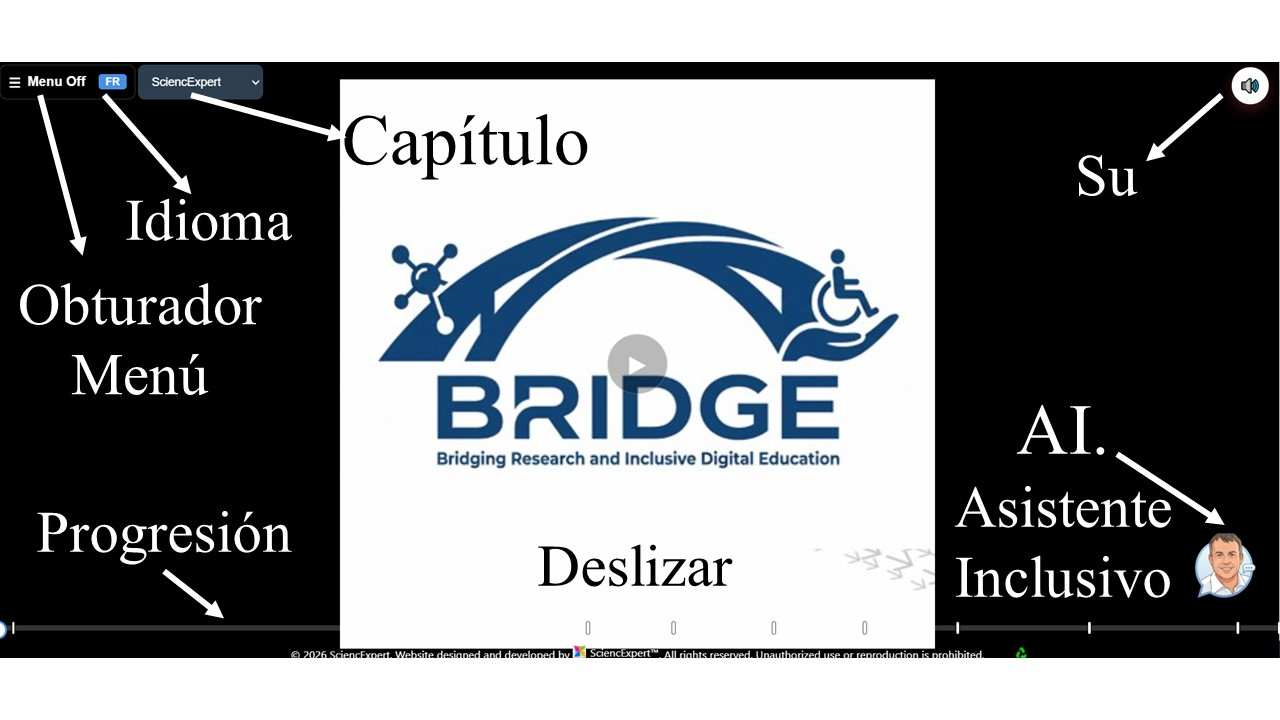 ☰ Menu Off FR SciencExpert
Capítulo
Su
Idioma
Obturador
Menú
BRIDGE
Bridging Research and Inclusive Digital Education
AI.
Asistente
Inclusivo
Progresión
Deslizar
© 2026 SciencExpert. Website designed and developed by SciencExpert™. All rights reserved. Unauthorized use or reproduction is prohibited.